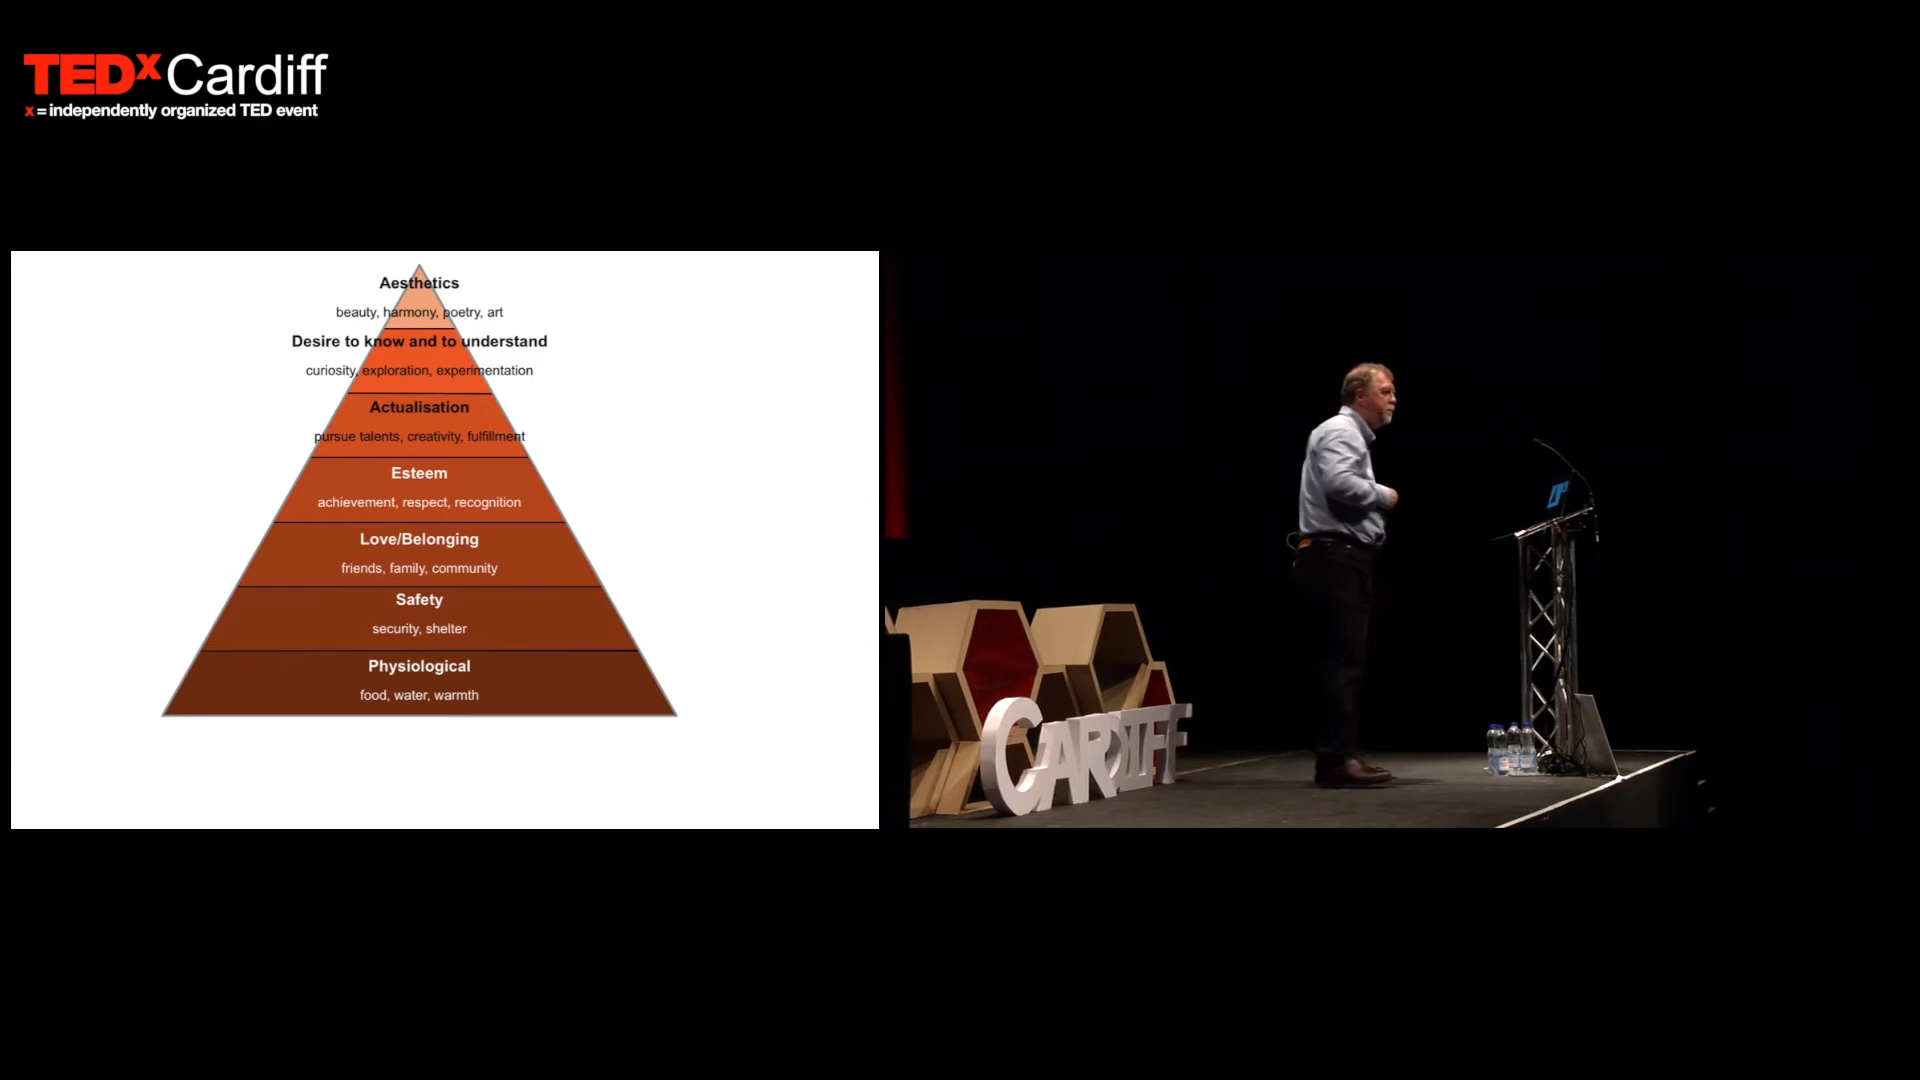 TEDxCardiff
x = independently organized TED event
Aesthetics
beauty, harmony, poetry, art
Desire to know and to understand
curiosity, exploration, experimentation
Actualisation
pursue talents, creativity, fulfillment
Esteem
achievement, respect, recognition
Love/Belonging
friends, family, community
Safety
security, shelter
Physiological
food, water, warmth
CARDIFF